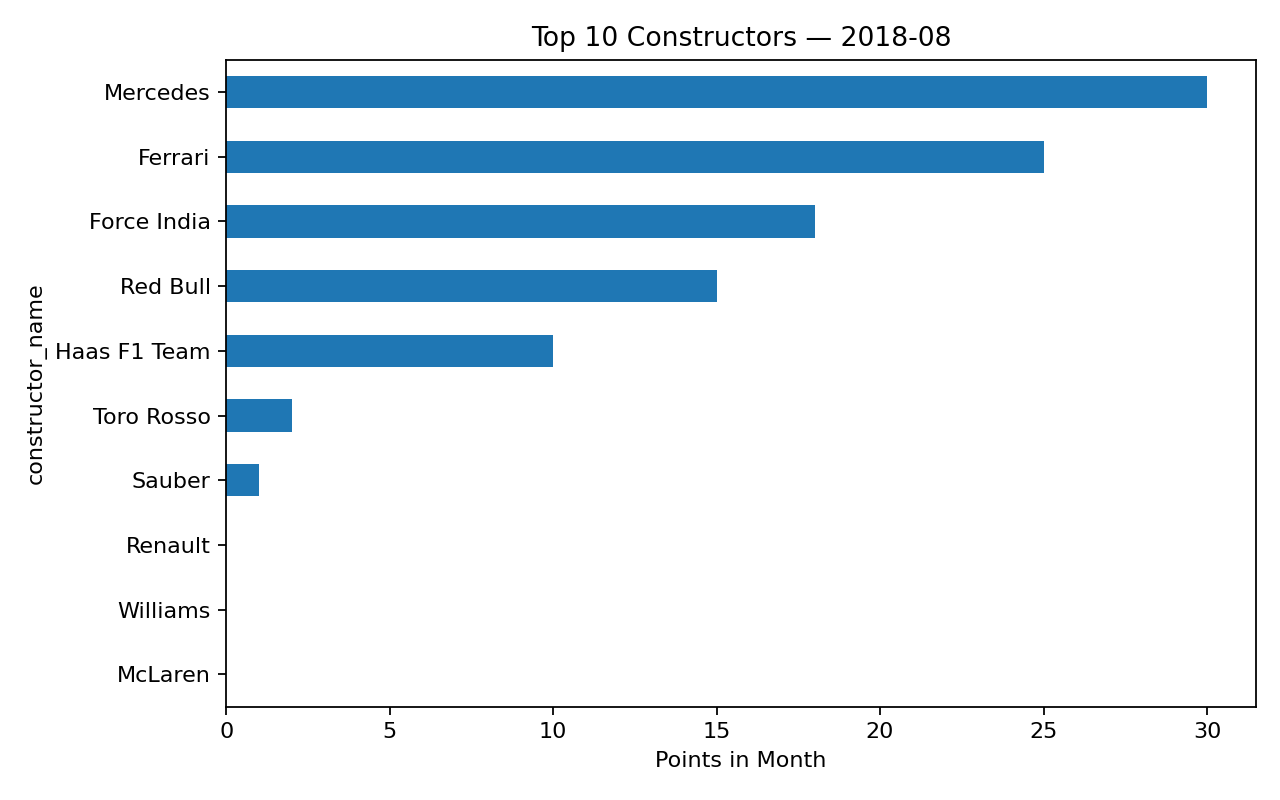 Top 10 Constructors — 2018-08
constructor_name
Mercedes
Ferrari
Force India
Red Bull
Haas F1 Team
Toro Rosso
Sauber
Renault
Williams
McLaren
0 5 10 15 20 25 30
Points in Month